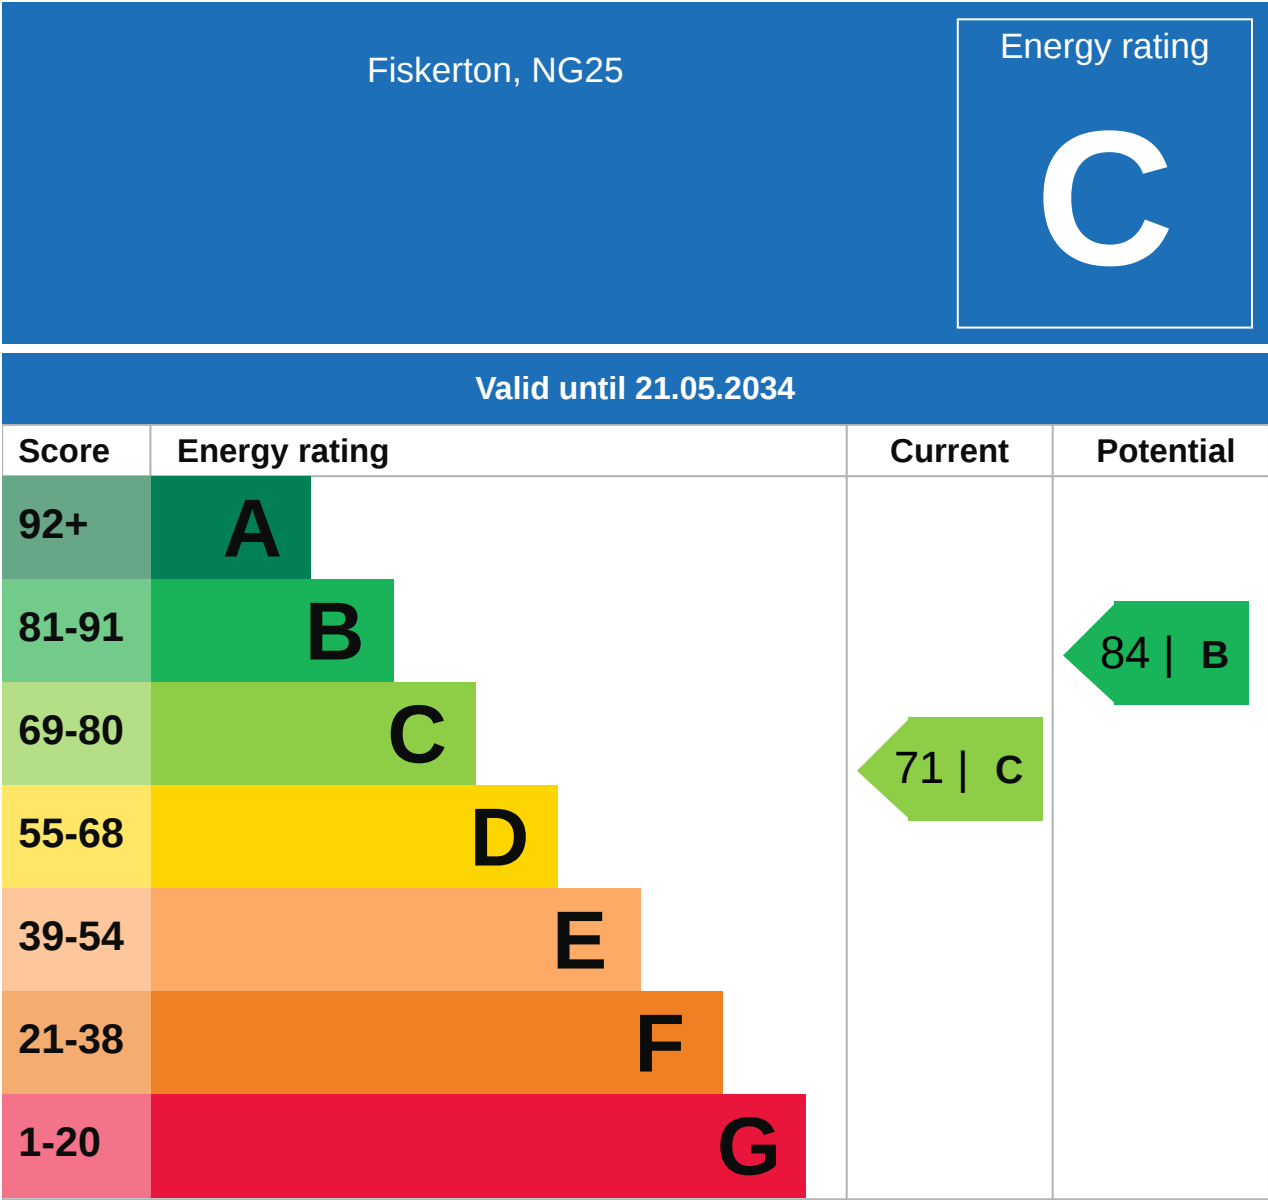 Fiskerton, NG25
Energy rating
C
Valid until 21.05.2034
Score Energy rating Current Potential
92+ A
81-91 B
84 | B
69-80 C
71 | C
55-68 D
39-54 E
21-38 F
1-20 G